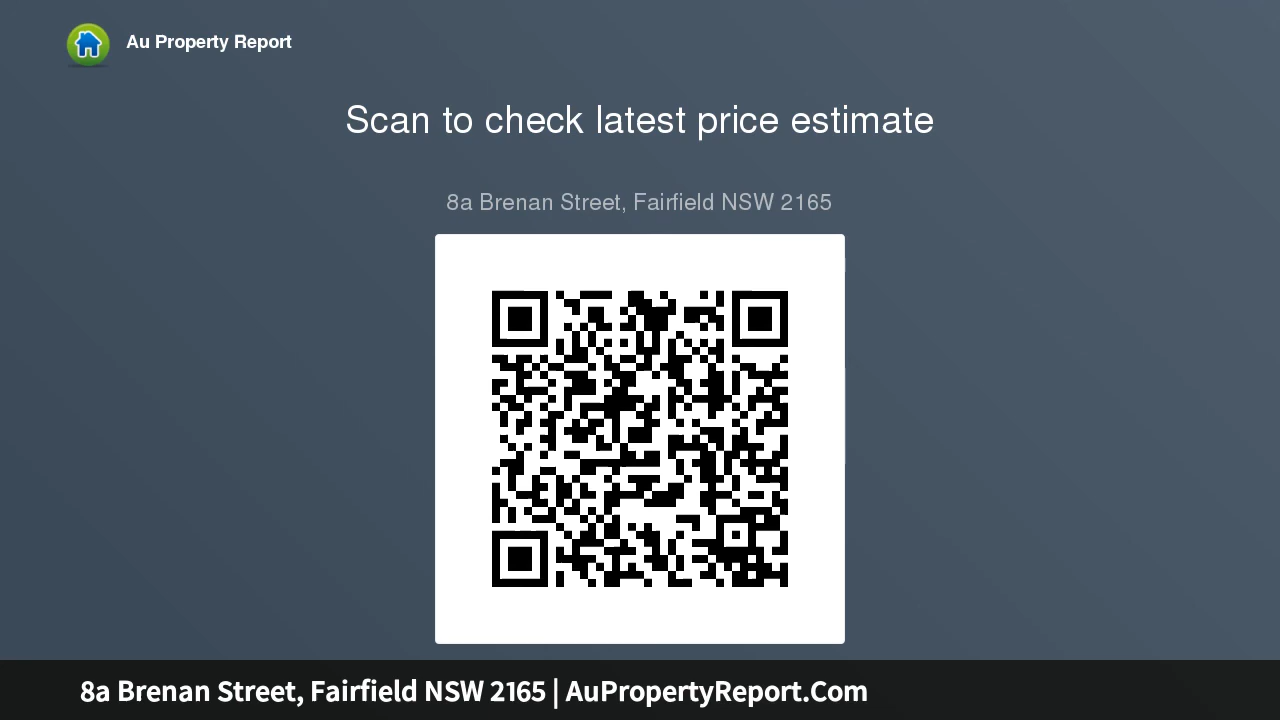 Au Property Report
Scan to check latest price estimate
8a Brenan Street, Fairfield NSW 2165
8a Brenan Street, Fairfield NSW 2165 | AuPropertyReport.Com